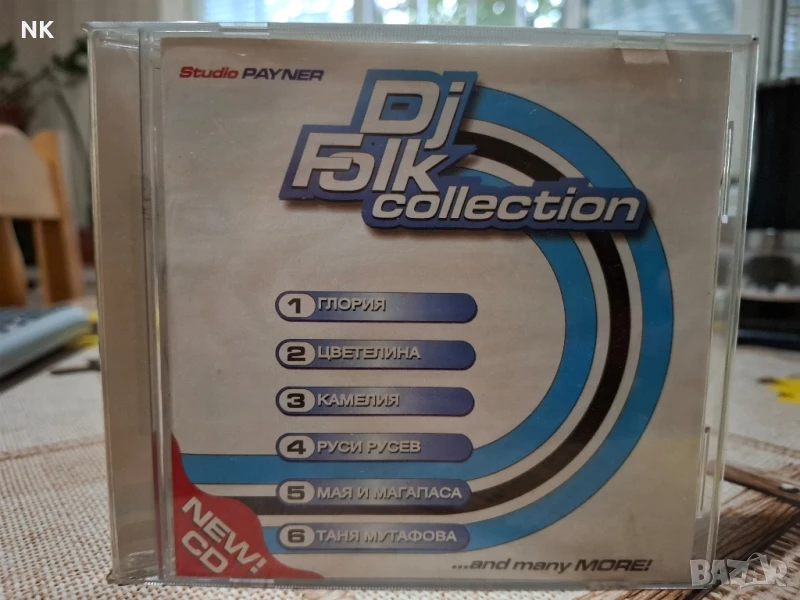 NK
Studio PAYNER
Dj
Folk
collection
1 ГЛОРИЯ
2 ЦВЕТЕЛИНА
3 КАМЕЛИЯ
4 РУСИ РУСЕВ
5 МАЯ И МАГАПАСА
6 ТАНЯ МУТАФОВА
NEW!
CD
...and many MORE!
BAZAR